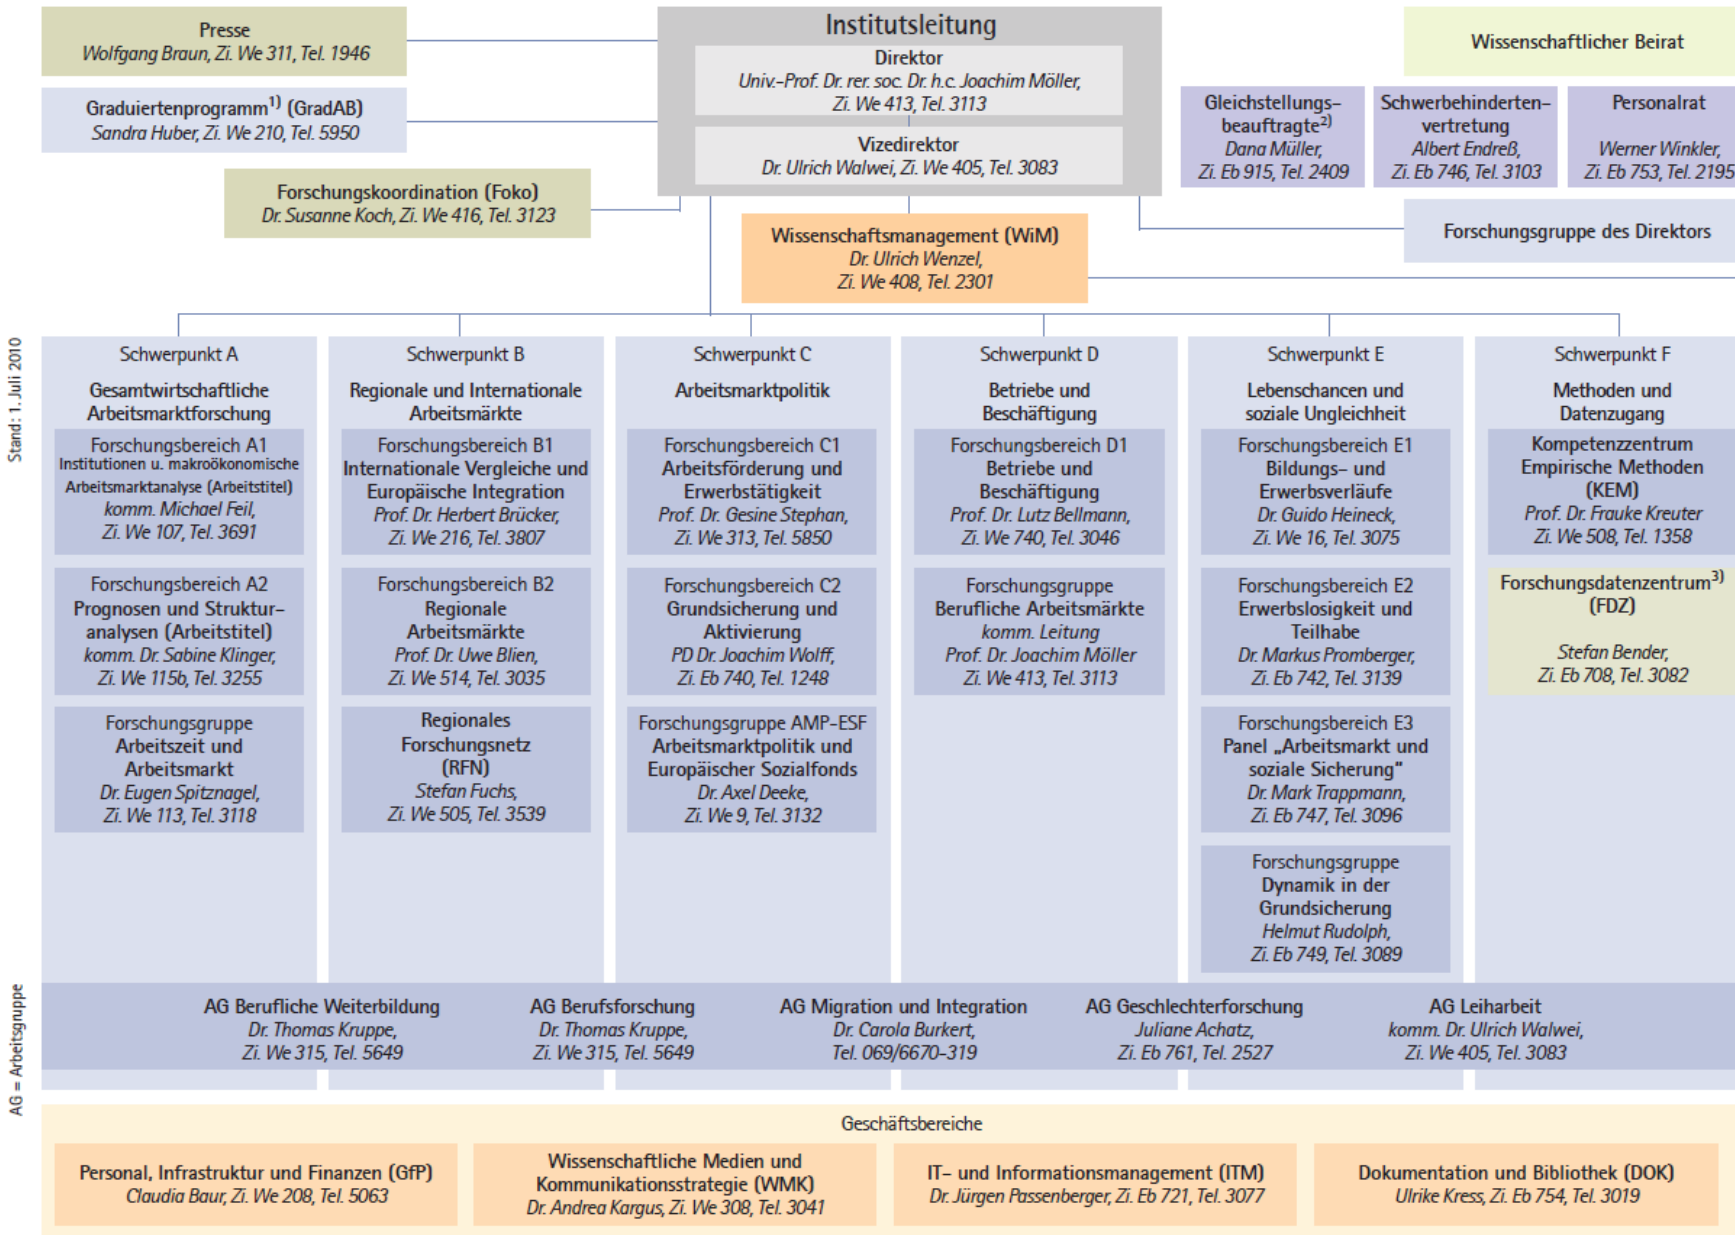 Institutsleitung
Direktor
Univ.-Prof. Dr. rer. soc. Dr. h.c. Joachim Möller,
Zi. We 413, Tel. 3113
Vizedirektor
Dr. Ulrich Walwei, Zi. We 405, Tel. 3083
Presse
Wolfgang Braun, Zi. We 311, Tel. 1946
Graduiertenprogramm1) (GradAB)
Sandra Huber, Zi. We 210, Tel. 5950
Forschungskoordination (Foko)
Dr. Susanne Koch, Zi. We 416, Tel. 3123
Wissenschaftsmanagement (WiM)
Dr. Ulrich Wenzel,
Zi. We 408, Tel. 2301
Wissenschaftlicher Beirat
Gleichstellungs-
beauftragte2)
Dana Müller,
Zi. Eb 915, Tel. 2409
Schwerbehinderten-
vertretung
Albert Endreß,
Zi. Eb 746, Tel. 3103
Personalrat
Werner Winkler,
Zi. Eb 753, Tel. 2195
Forschungsgruppe des Direktors
Stand: 1. Juli 2010
Schwerpunkt A
Gesamtwirtschaftliche
Arbeitsmarktforschung
Forschungsbereich A1
Institutionen u. makroökonomische
Arbeitsmarktanalyse (Arbeitstitel)
komm. Michael Feil,
Zi. We 107, Tel. 3691
Forschungsbereich A2
Prognosen und Struktur-
analysen (Arbeitstitel)
komm. Dr. Sabine Klinger,
Zi. We 115b, Tel. 3255
Forschungsgruppe
Arbeitszeit und
Arbeitsmarkt
Dr. Eugen Spitznagel,
Zi. We 113, Tel. 3118
Schwerpunkt B
Regionale und Internationale
Arbeitsmärkte
Forschungsbereich B1
Internationale Vergleiche und
Europäische Integration
Prof. Dr. Herbert Brücker,
Zi. We 216, Tel. 3807
Forschungsbereich B2
Regionale
Arbeitsmärkte
Prof. Dr. Uwe Blien,
Zi. We 514, Tel. 3035
Regionales
Forschungsnetz
(RFN)
Stefan Fuchs,
Zi. We 505, Tel. 3539
Schwerpunkt C
Arbeitsmarktpolitik
Forschungsbereich C1
Arbeitsförderung und
Erwerbstätigkeit
Prof. Dr. Gesine Stephan,
Zi. We 313, Tel. 5850
Forschungsbereich C2
Grundsicherung und
Aktivierung
PD Dr. Joachim Wolff,
Zi. Eb 740, Tel. 1248
Forschungsgruppe AMP-ESF
Arbeitsmarktpolitik und
Europäischer Sozialfonds
Dr. Axel Deeke,
Zi. We 9, Tel. 3132
Schwerpunkt D
Betriebe und
Beschäftigung
Forschungsbereich D1
Betriebe und
Beschäftigung
Prof. Dr. Lutz Bellmann,
Zi. We 740, Tel. 3046
Forschungsgruppe
Berufliche Arbeitsmärkte
komm. Leitung
Prof. Dr. Joachim Möller
Zi. We 413, Tel. 3113
Schwerpunkt E
Lebenschancen und
soziale Ungleichheit
Forschungsbereich E1
Bildungs- und
Erwerbsverläufe
Dr. Guido Heineck,
Zi. We 16, Tel. 3075
Forschungsbereich E2
Erwerbslosigkeit und
Teilhabe
Dr. Markus Promberger,
Zi. Eb 742, Tel. 3139
Forschungsbereich E3
Panel „Arbeitsmarkt und
soziale Sicherung"
Dr. Mark Trappmann,
Zi. Eb 747, Tel. 3096
Forschungsgruppe
Dynamik in der
Grundsicherung
Helmut Rudolph,
Zi. Eb 749, Tel. 3089
Schwerpunkt F
Methoden und
Datenzugang
Kompetenzzentrum
Empirische Methoden
(KEM)
Prof. Dr. Frauke Kreuter
Zi. We 508, Tel. 1358
Forschungsdatenzentrum3)
(FDZ)
Stefan Bender,
Zi. Eb 708, Tel. 3082
AG = Arbeitsgruppe
AG Berufliche Weiterbildung
Dr. Thomas Kruppe,
Zi. We 315, Tel. 5649
AG Berufsforschung
Dr. Thomas Kruppe,
Zi. We 315, Tel. 5649
AG Migration und Integration
Dr. Carola Burkert,
Tel. 069/6670-319
AG Geschlechterforschung
Juliane Achatz,
Zi. Eb 761, Tel. 2527
AG Leiharbeit
komm. Dr. Ulrich Walwei,
Zi. We 405, Tel. 3083
Geschäftsbereiche
Personal, Infrastruktur und Finanzen (GfP)
Claudia Baur, Zi. We 208, Tel. 5063
Wissenschaftliche Medien und
Kommunikationsstrategie (WMK)
Dr. Andrea Kargus, Zi. We 308, Tel. 3041
IT- und Informationsmanagement (ITM)
Dr. Jürgen Passenberger, Zi. Eb 721, Tel. 3077
Dokumentation und Bibliothek (DOK)
Ulrike Kress, Zi. Eb 754, Tel. 3019